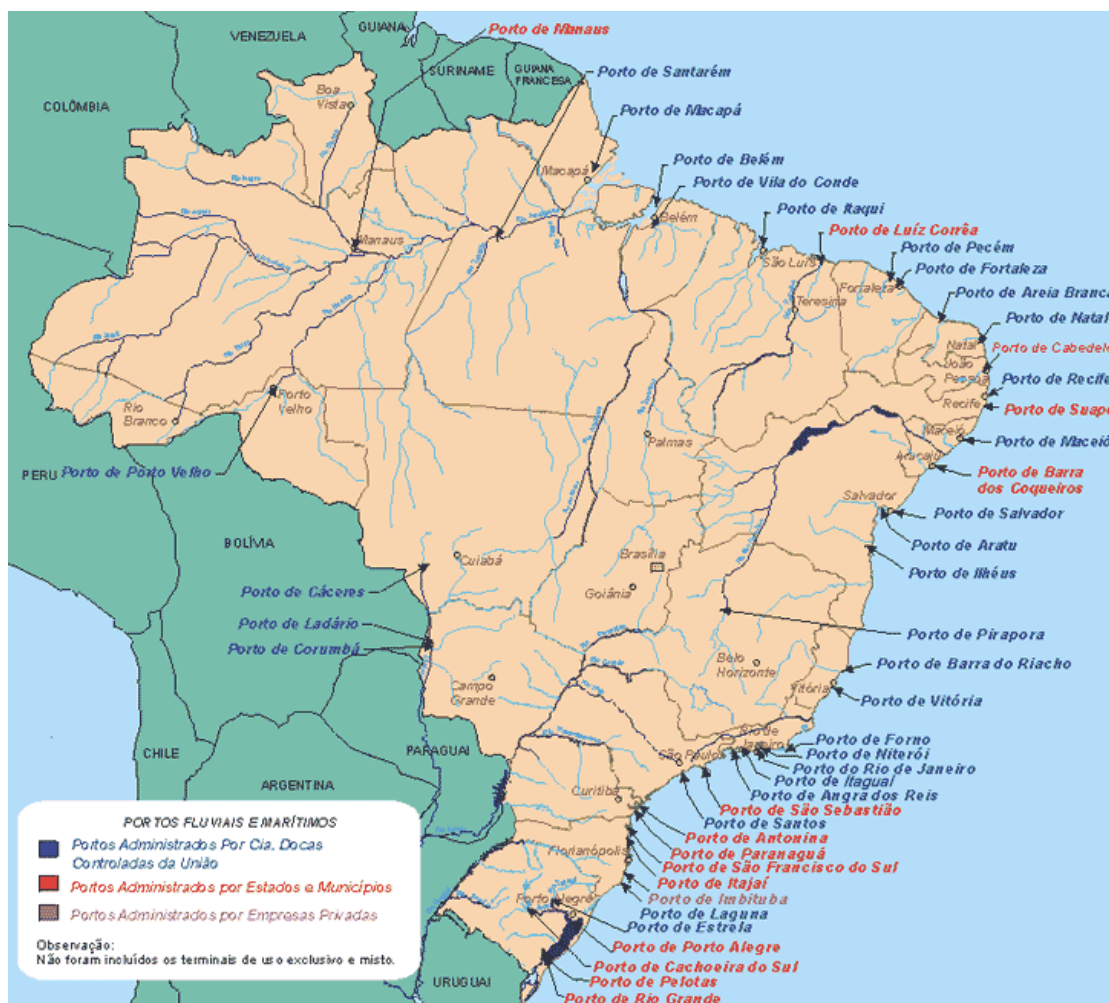 GUIANA
VENEZUELA
Porto de Manaus
SURINAME
GUIANA
FRANCESA
Porto de Santarém
COLÔMBIA
Boa
Vista
Porto de Macapá
Macapá
Porto de Belém
Porto de Vila do Conde
Belém
Porto de Itaqui
Porto de Luíz Corrêa
Manaus
São Luís
Porto de Pecém
Porto de Fortaleza
Fortaleza
Teresina
Porto de Areia Branca
Porto de Natal
Natal
Porto de Cabedelo
João
Pessoa
Porto de Recife
Porto
Velho
Rio
Branco
Recife
Porto de Suape
Palmas
Maceió
Porto de Maceió
Aracaju
PERU
Porto de Porto Velho
Porto de Barra
dos Coqueiros
Salvador
Porto de Salvador
BOLÍVIA
Porto de Aratu
Cuiabá
Brasília
Porto de Ilhéus
Porto de Cáceres
Goiânia
Porto de Ladário
Porto de Pirapora
Porto de Corumbá
Belo
Horizonte
Porto de Barra do Riacho
Campo
Grande
Vitória
Porto de Vitória
CHILE
PARAGUAI
Rio de
Janeiro
Porto de Forno
São Paulo
Porto de Niterói
Porto do Rio de Janeiro
Porto de Itaguaí
ARGENTINA
Curitiba
Porto de Angra dos Reis
Porto de São Sebastião
Porto de Santos
Porto de Antonina
Florianópolis
Porto de Paranaguá
Porto de São Francisco do Sul
Porto de Itajaí
Porto de Imbituba
Porto Alegre
Porto de Laguna
Porto de Estrela
Porto de Porto Alegre
Porto de Cachoeira do Sul
URUGUAI
Porto de Pelotas
Porto de Rio Grande
PORTOS FLUVIAIS E MARÍTIMOS
Portos Administrados Por Cia. Docas
Controladas da União
Portos Administrados por Estados e Municípios
Portos Administrados por Empresas Privadas
Observação:
Não foram incluídos os terminais de uso exclusivo e misto.